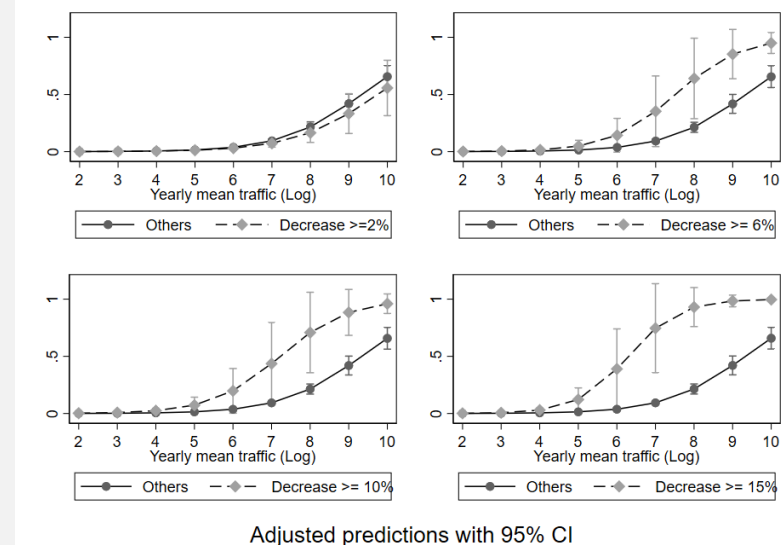 1
.5
0
2 3 4 5 6 7 8 9 10
Yearly mean traffic (Log)
Others Decrease >=2%
1
.5
0
2 3 4 5 6 7 8 9 10
Yearly mean traffic (Log)
Others Decrease >= 6%
1
.5
0
2 3 4 5 6 7 8 9 10
Yearly mean traffic (Log)
Others Decrease >= 10%
1
.5
0
2 3 4 5 6 7 8 9 10
Yearly mean traffic (Log)
Others Decrease >= 15%
Adjusted predictions with 95% CI